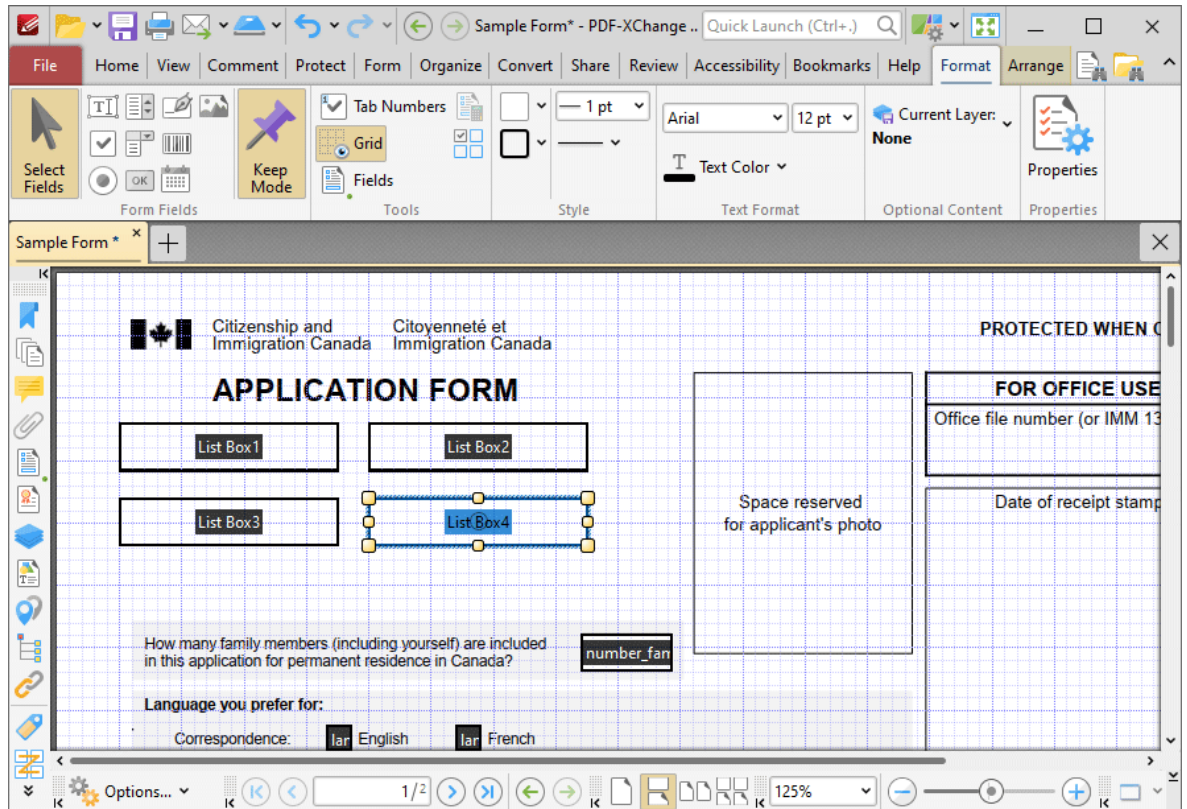 Sample Form* - PDF-XChange ..
Quick Launch (Ctrl+.)
File
Home
View
Comment
Protect
Form
Organize
Convert
Share
Review
Accessibility
Bookmarks
Help
Format
Arrange
Select Fields
OK
Keep Mode
Form Fields
Tab Numbers
Grid
Fields
Tools
1 pt
Style
Arial
12 pt
Text Color
Text Format
Current Layer:
None
Optional Content
Properties
Properties
Sample Form *
Citizenship and
Immigration Canada
Citoyenneté et
Immigration Canada
PROTECTED WHEN
APPLICATION FORM
List Box1
List Box2
List Box3
List Box4
Space reserved
for applicant's photo
FOR OFFICE USE
Office file number (or IMM 13
Date of receipt stamp
How many family members (including yourself) are included
in this application for permanent residence in Canada?
number_fam
Language you prefer for:
Correspondence:
lar
English
lar
French
Options...
1/2
125%